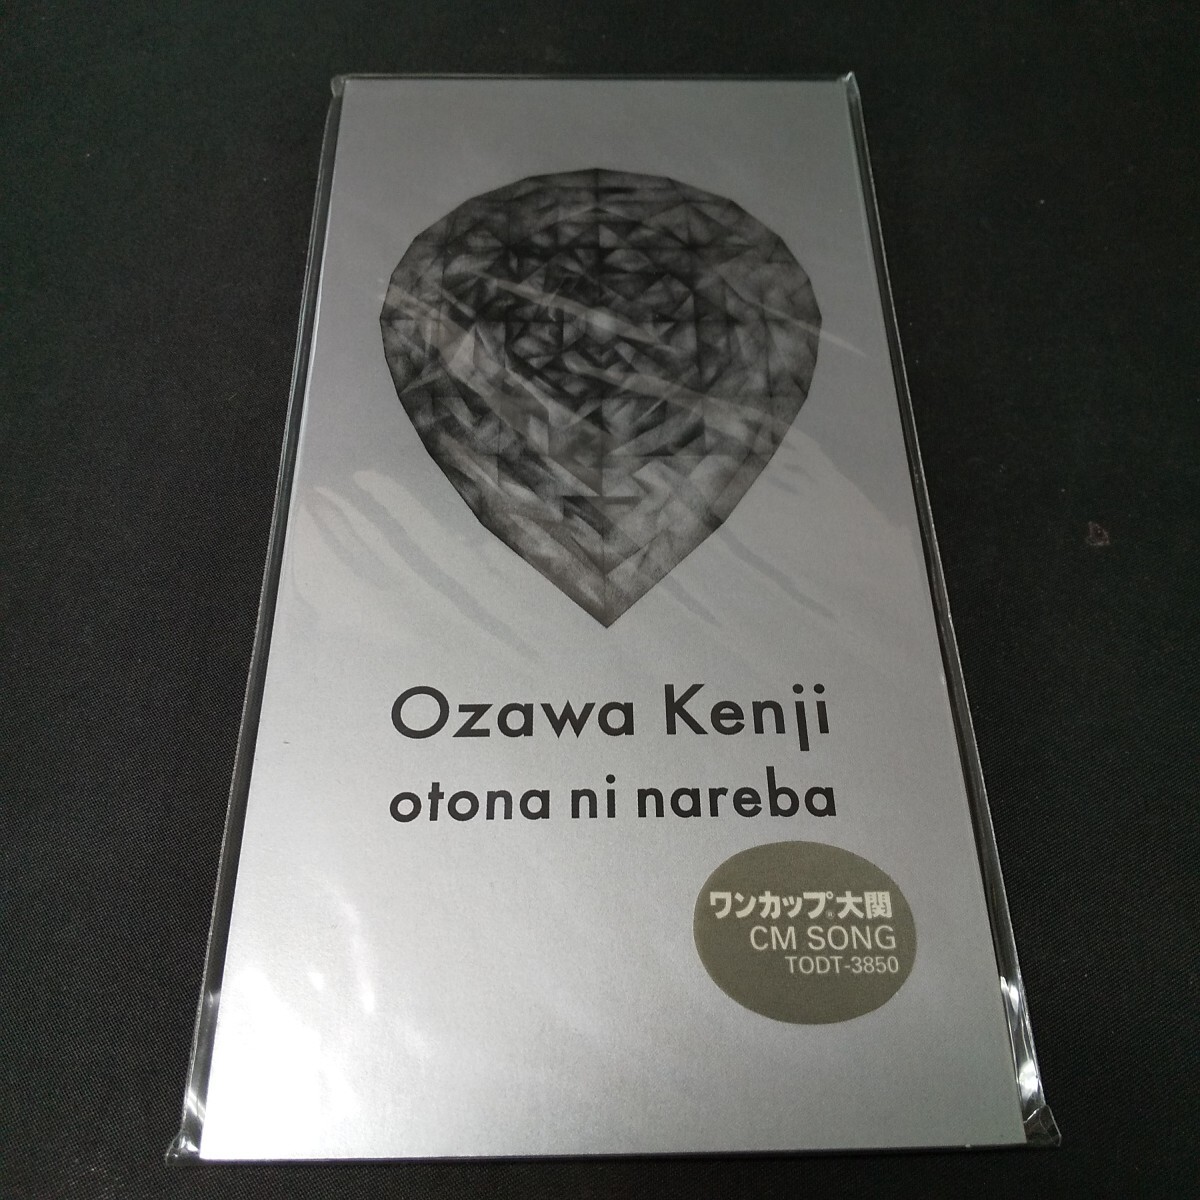 Ozawa Kenji
otona ni nareba
ワンカップ®大関
CM SONG
TODT-3850